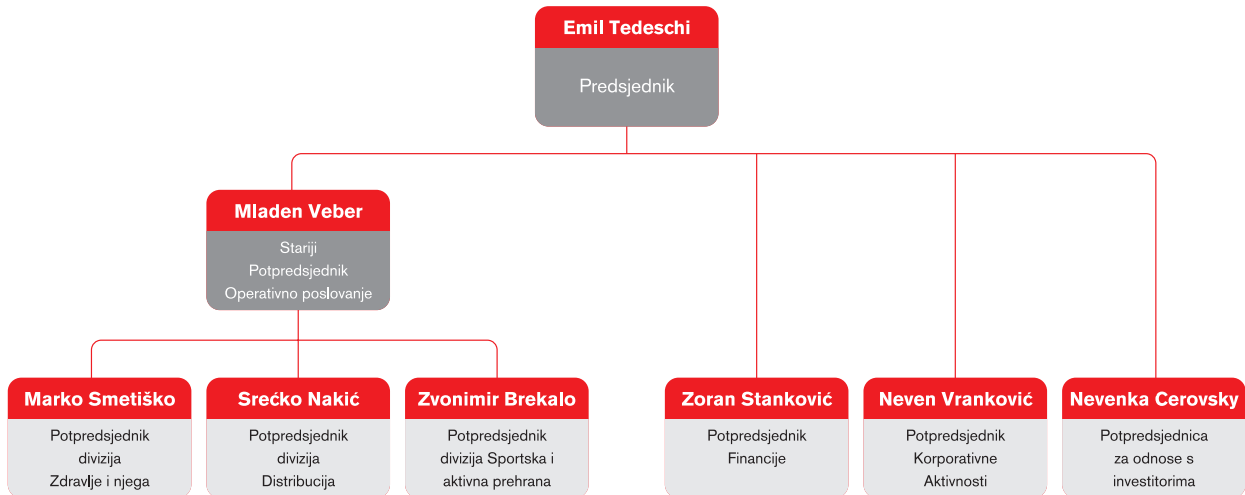 Emil Tedeschi
Predsjednik
Mladen Veber
Stariji
Potpredsjednik
Operativno poslovanje
Marko Smetiško
Potpredsjednik
divizija
Zdravlje i njega
Srećko Nakić
Potpredsjednik
divizija
Distribucija
Zvonimir Brekalo
Potpredsjednik
divizija Sportska i
aktivna prehrana
Zoran Stanković
Potpredsjednik
Financije
Neven Vranković
Potpredsjednik
Korporativne
Aktivnosti
Nevenka Cerovsky
Potpredsjednica
za odnose s
investitorima